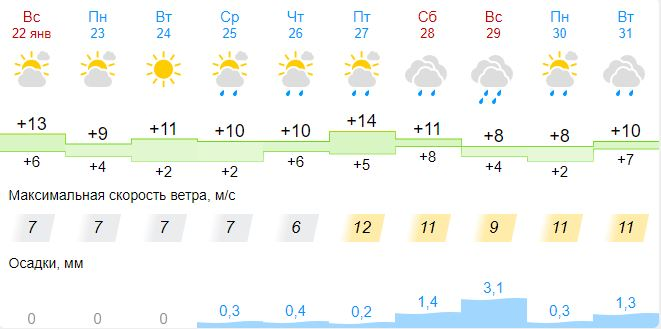 Вс Пн Вт Ср Чт Пт Сб Вс Пн Вт
22 янв 23 24 25 26 27 28 29 30 31
+13 +9 +11 +10 +10 +14 +11 +8 +8 +10
+6 +4 +2 +2 +6 +5 +8 +4 +2 +7
Максимальная скорость ветра, м/с
7 7 7 7 6 12 11 9 11 11
Осадки, мм
0 0 0 0,3 0,4 0,2 1,4 3,1 0,3 1,3